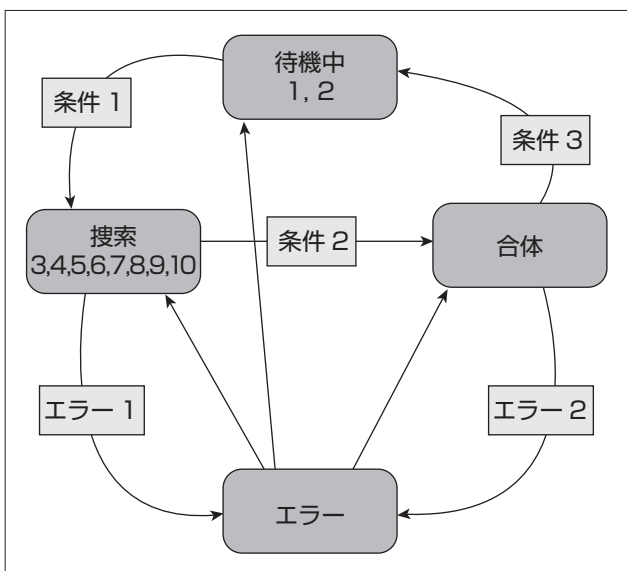 待機中
1, 2
条件 1
条件 3
捜索
3,4,5,6,7,8,9,10
条件 2
合体
エラー 1
エラー 2
エラー